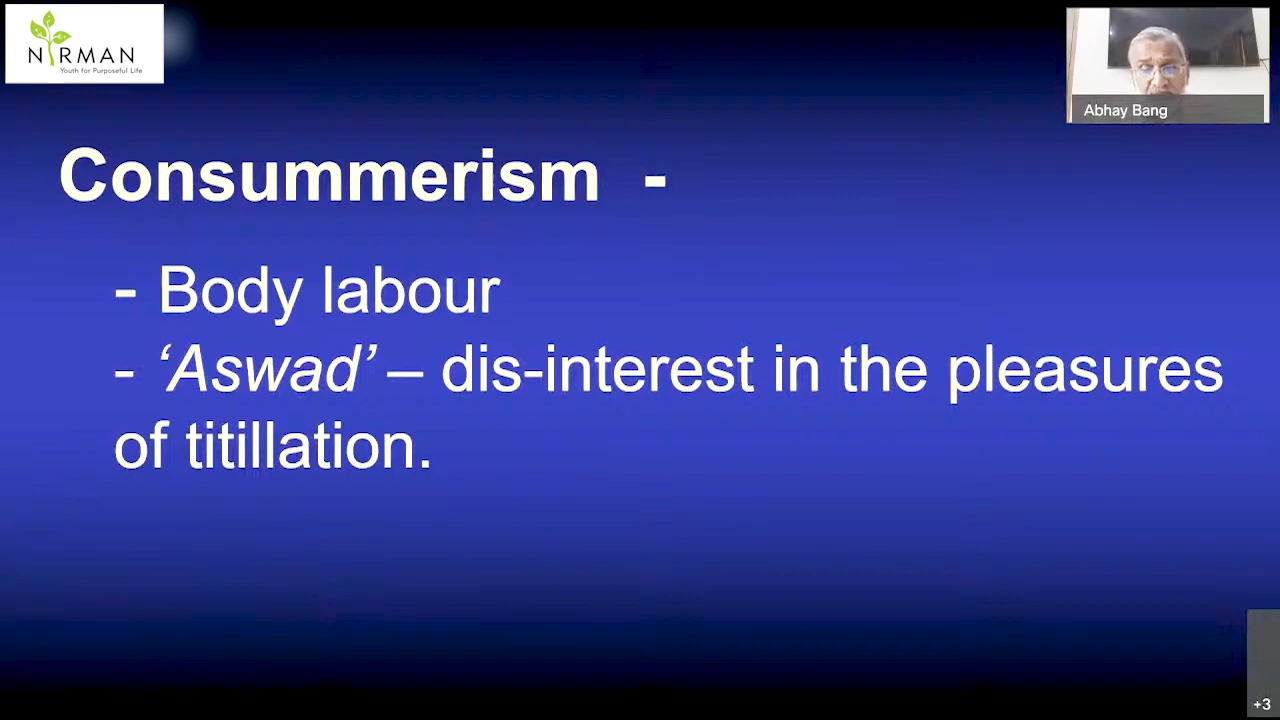 NIRMAN
Youth for Purposeful Life
Abhay Bang
Consummerism -
- Body labour
- ‘Aswad’ – dis-interest in the pleasures
of titillation.
+3